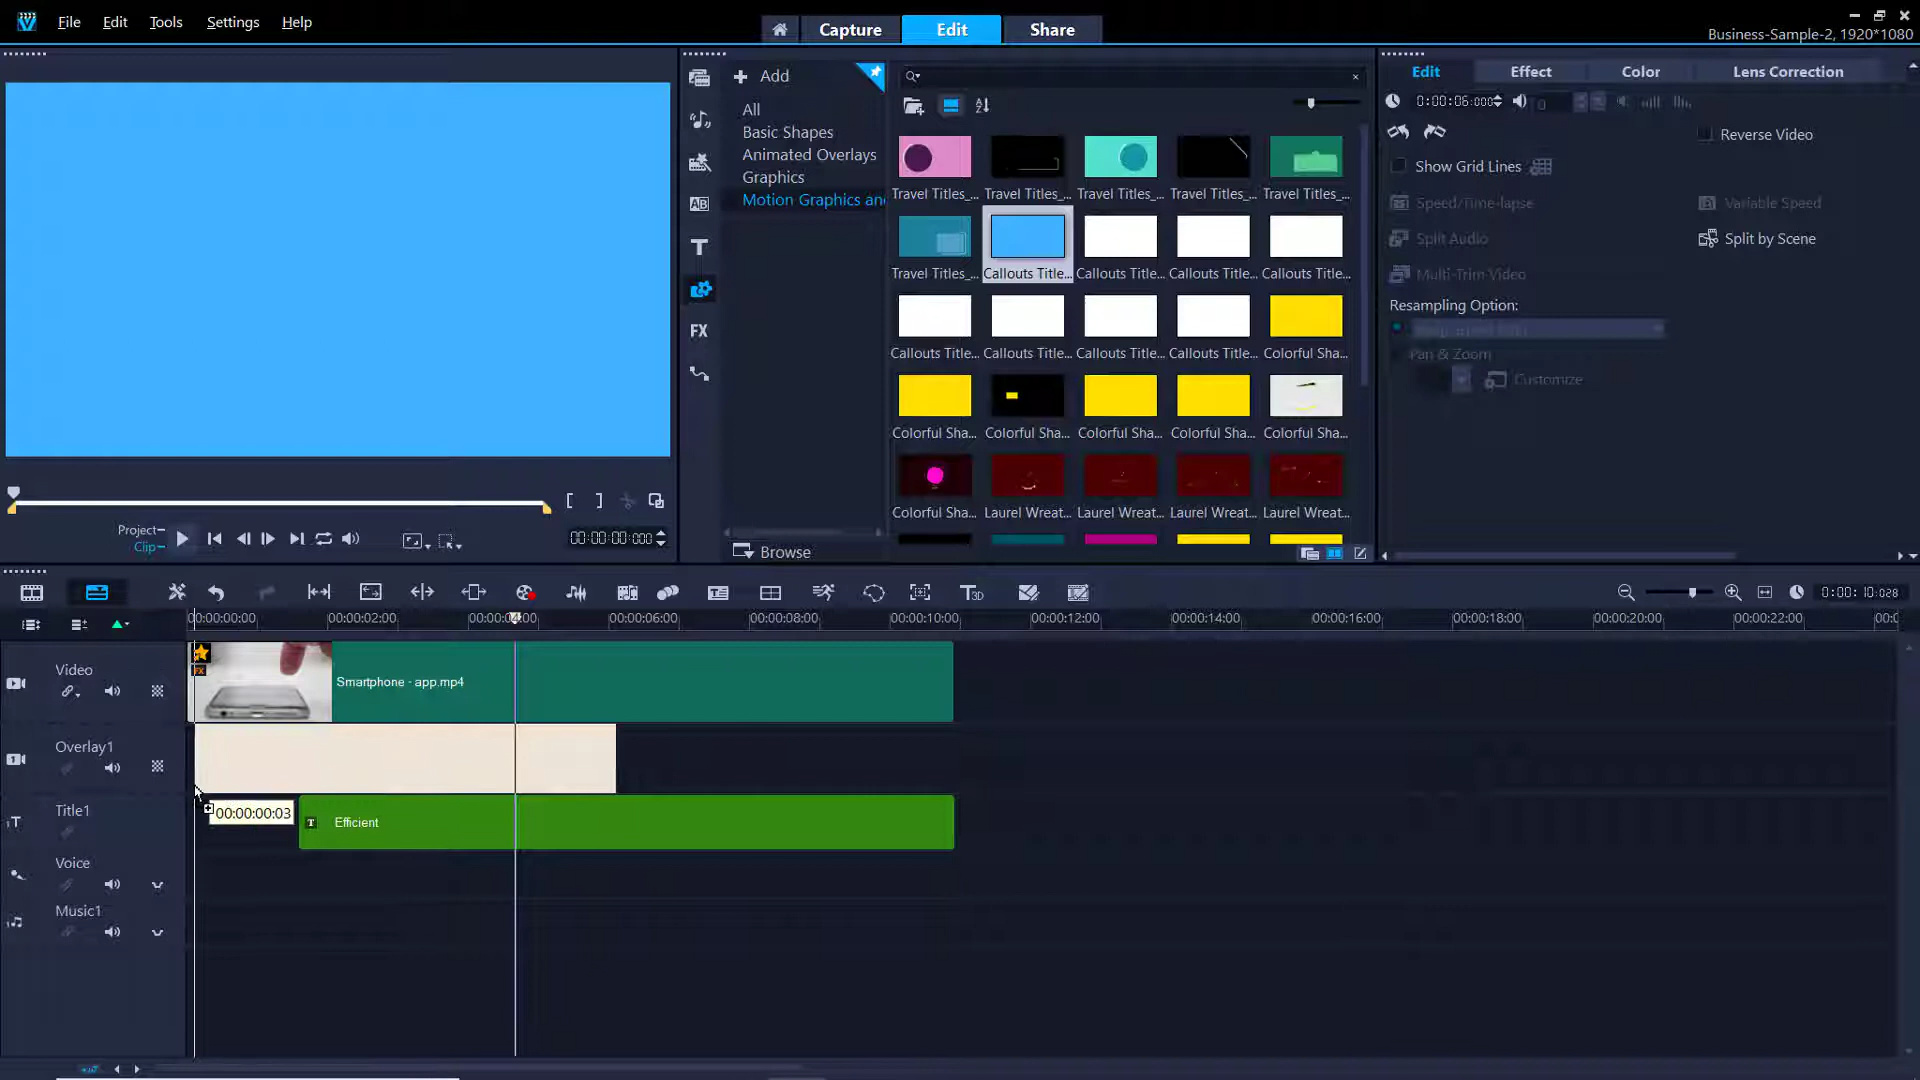 File Edit Tools Settings Help
Capture Edit Share
Business-Sample-2, 1920*1080
Add
All
Basic Shapes
Animated Overlays
Graphics
Motion Graphics an
Browse
Travel Titles_... Travel Titles_... Travel Titles_... Travel Titles_... Travel Titles_...
Travel Titles_... Callouts Title... Callouts Title... Callouts Title... Callouts Title...
Callouts Title... Callouts Title... Callouts Title... Callouts Title... Colorful Sha...
Colorful Sha... Colorful Sha... Colorful Sha... Colorful Sha... Colorful Sha...
Colorful Sha... Laurel Wreat... Laurel Wreat... Laurel Wreat... Laurel Wreat...
Edit Effect Color Lens Correction
0:00:06:000 0
Reverse Video
Show Grid Lines
Speed/Time-lapse Variable Speed
Split Audio Split by Scene
Multi-Trim Video
Resampling Option:
Pan & Zoom
Customize
Project
Clip
00:00:00:000
T3D
0:00:10:028
00:00:00:00 00:00:02:00 00:00:04:00 00:00:06:00 00:00:08:00 00:00:10:00 00:00:12:00 00:00:14:00 00:00:16:00 00:00:18:00 00:00:20:00 00:00:22:00
Video
Smartphone - app.mp4
Overlay1
Title1
00:00:00:03
Efficient
Voice
Music1